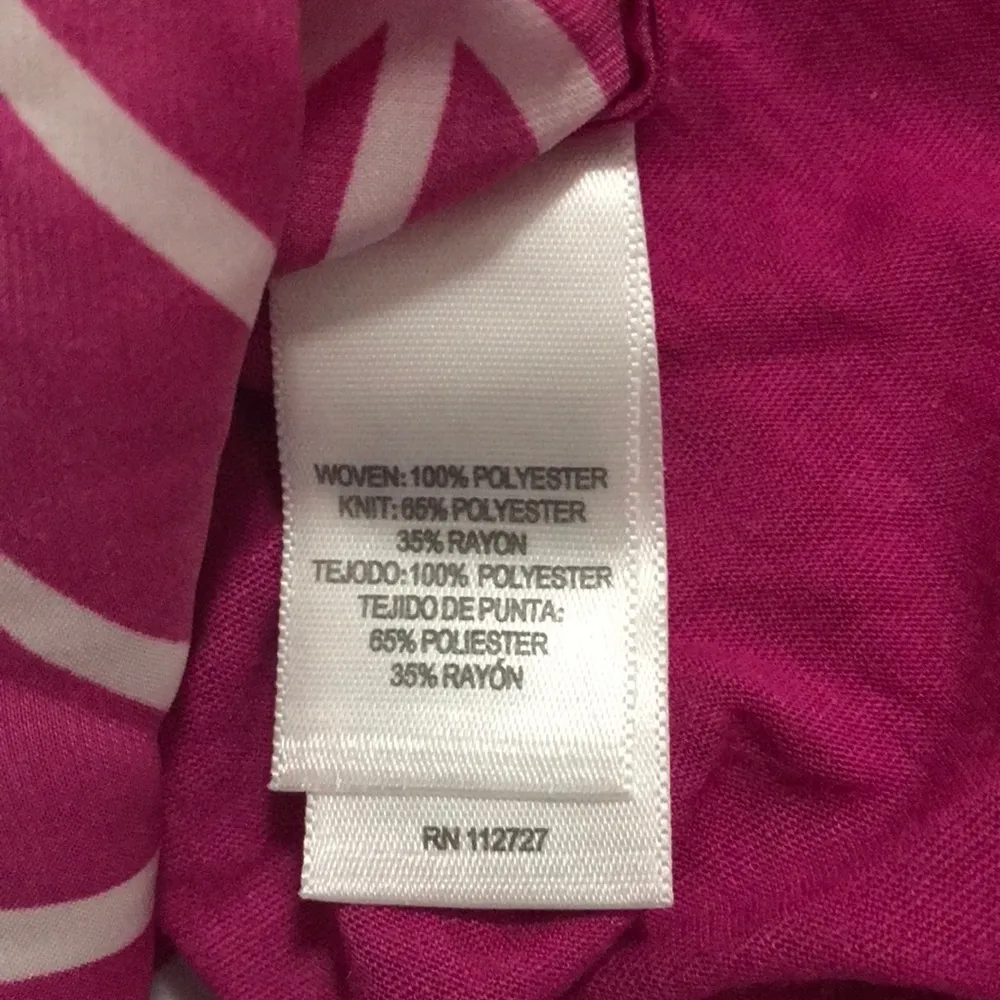 WOVEN: 100% POLYESTER
KNIT: 65% POLYESTER
35% RAYON
TEJODO: 100% POLYESTER
TEJIDO DE PUNTA:
65% POLIESTER
35% RAYÓN
RN 112727